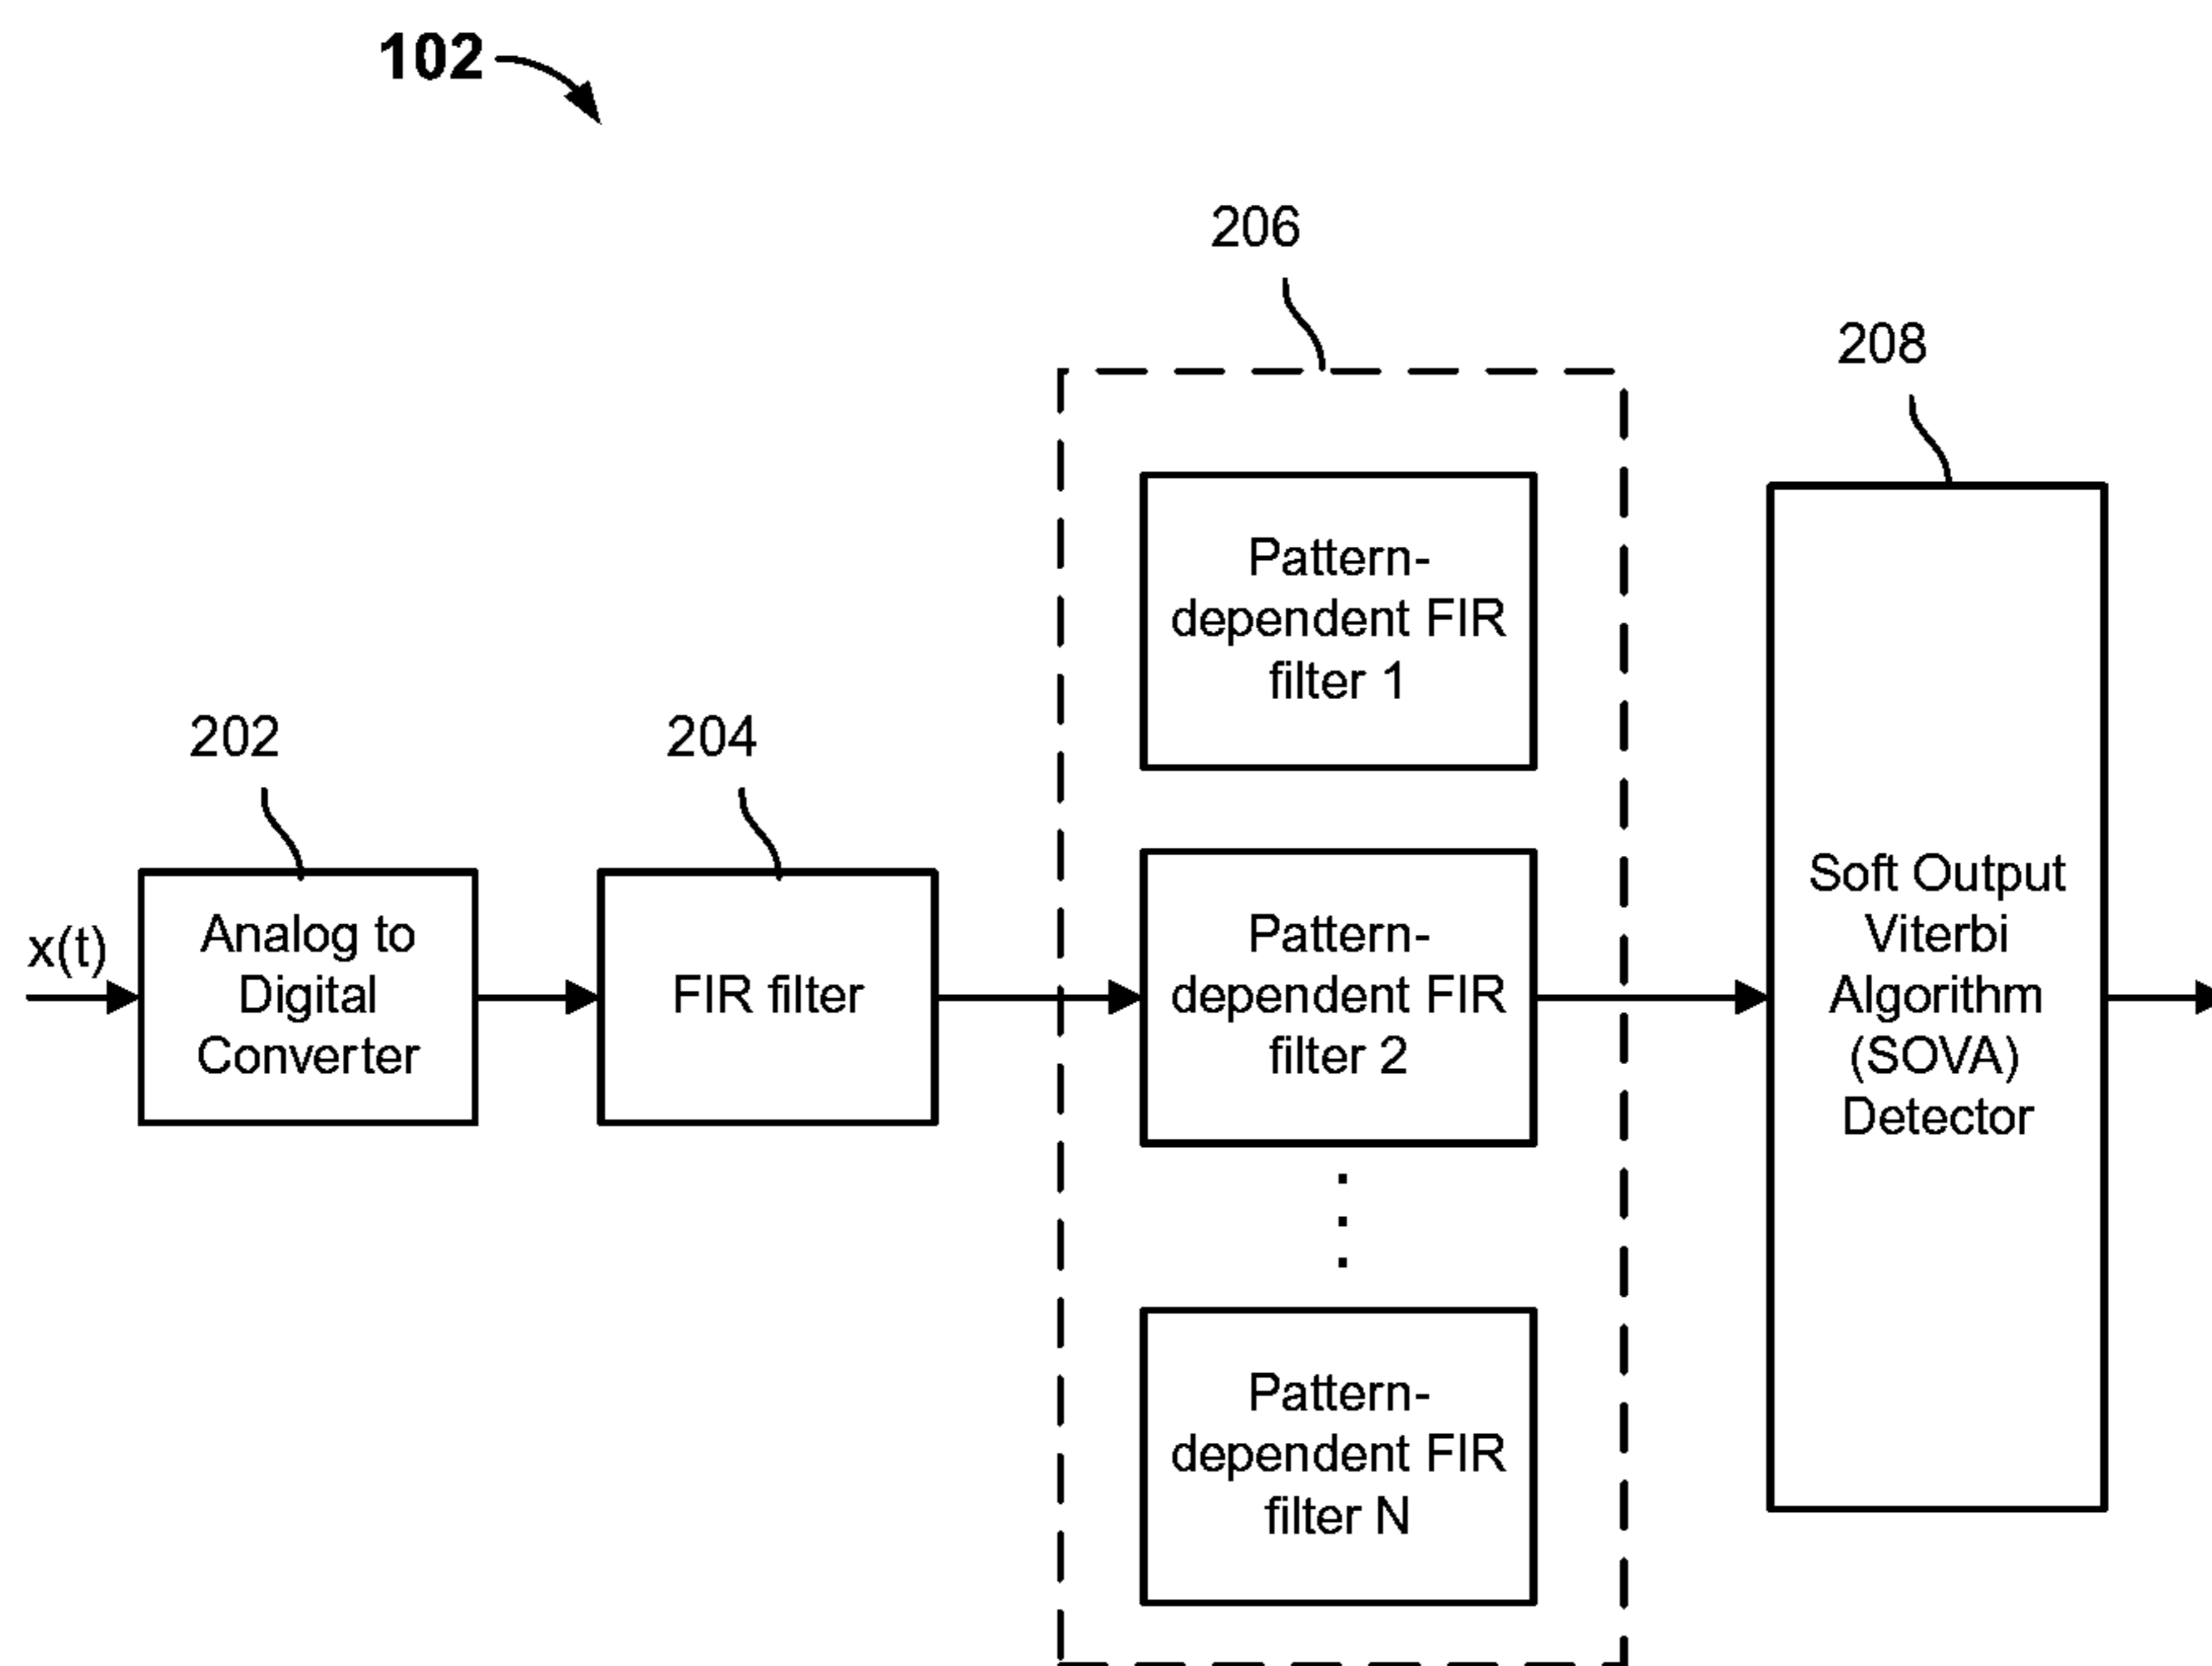 102
206
208
Pattern-
dependent FIR
filter 1
202
204
x(t)
Analog to
Digital
Converter
FIR filter
Pattern-
dependent FIR
filter 2
Soft Output
Viterbi
Algorithm
(SOVA)
Detector
Pattern-
dependent FIR
filter N